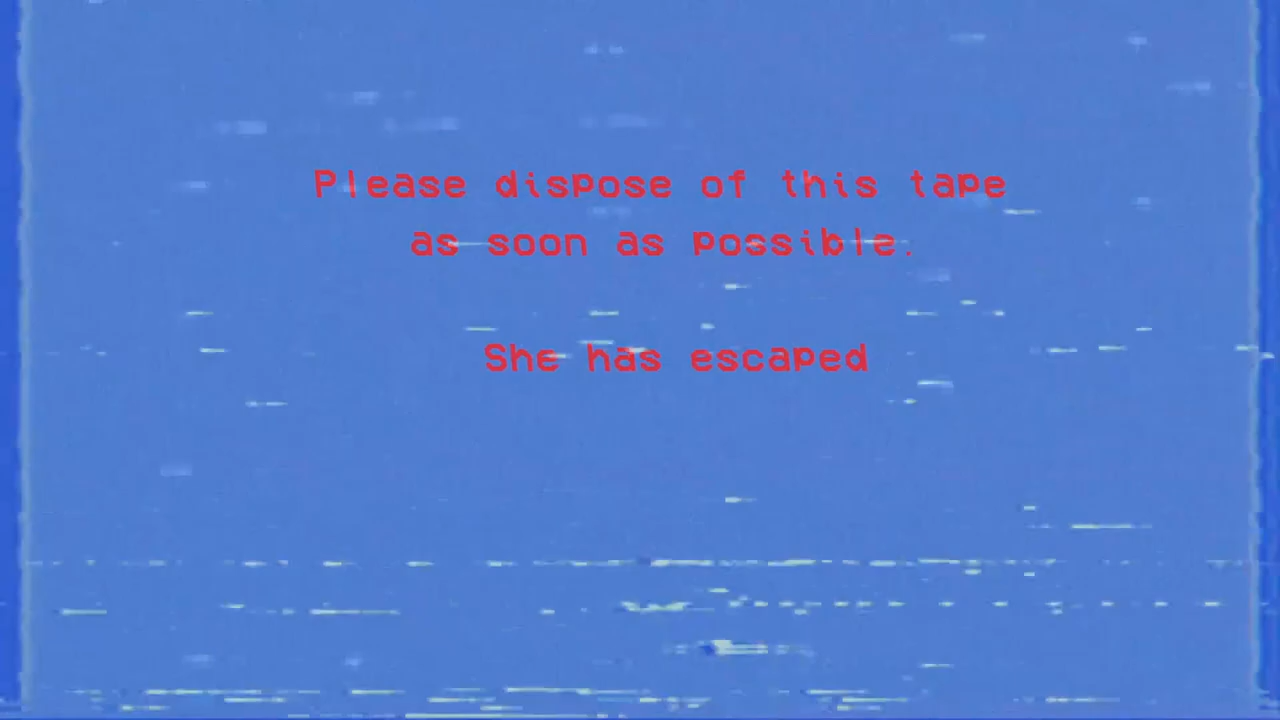 Please dispose of this tape
as soon as possible.
She has escaped